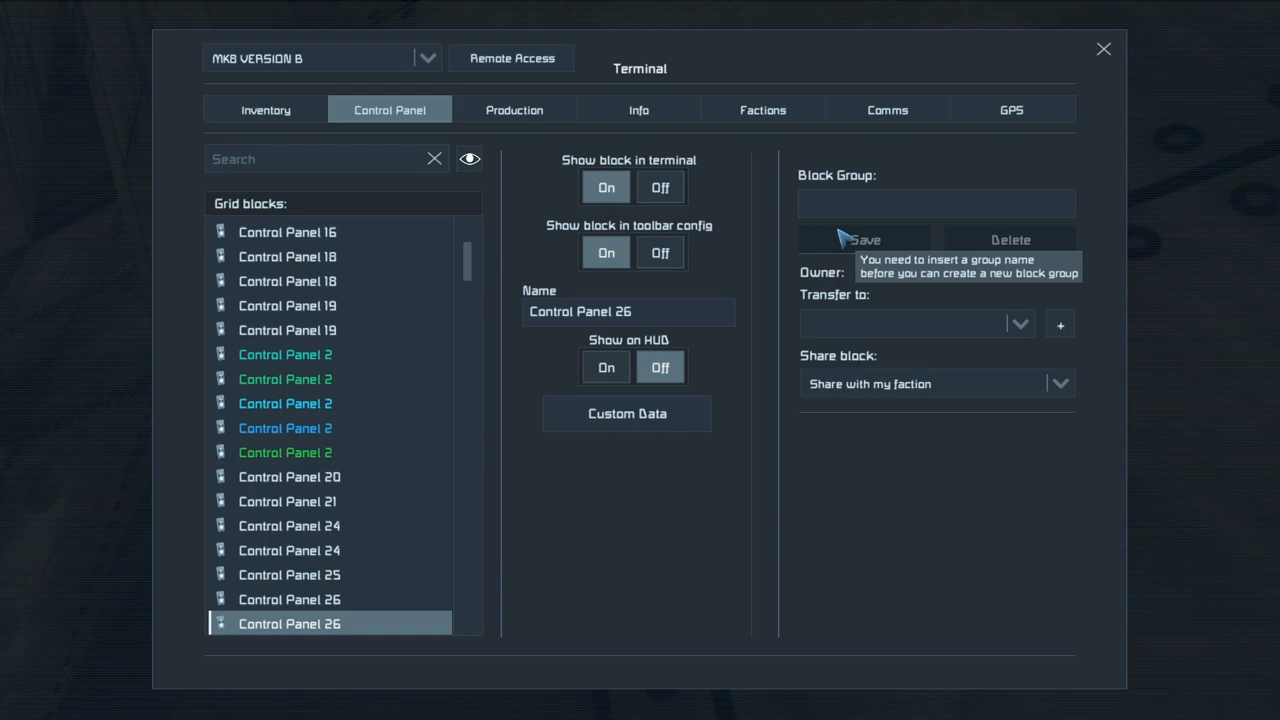 MK8 VERSION B
Remote Access
Terminal
Inventory
Control Panel
Production
Info
Factions
Comms
GPS
Search
Grid blocks:
Control Panel 16
Control Panel 18
Control Panel 18
Control Panel 19
Control Panel 19
Control Panel 2
Control Panel 2
Control Panel 2
Control Panel 2
Control Panel 2
Control Panel 20
Control Panel 21
Control Panel 24
Control Panel 24
Control Panel 25
Control Panel 26
Control Panel 26
Show block in terminal
On Off
Show block in toolbar config
On Off
Name
Control Panel 26
Show on HUD
On Off
Custom Data
Block Group:
Save
Delete
You need to insert a group name
before you can create a new block group
Owner:
Transfer to:
+
Share block:
Share with my faction